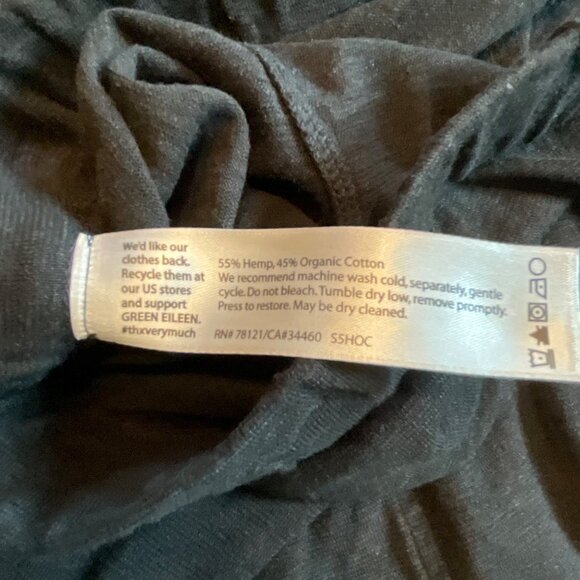 We'd like our
clothes back.
Recycle them at
our US stores
and support
GREEN EILEEN.
#thxverymuch
55% Hemp, 45% Organic Cotton
We recommend machine wash cold, separately, gentle
cycle. Do not bleach. Tumble dry low, remove promptly.
Press to restore. May be dry cleaned.
RN# 78121/CA#34460 S5HOC